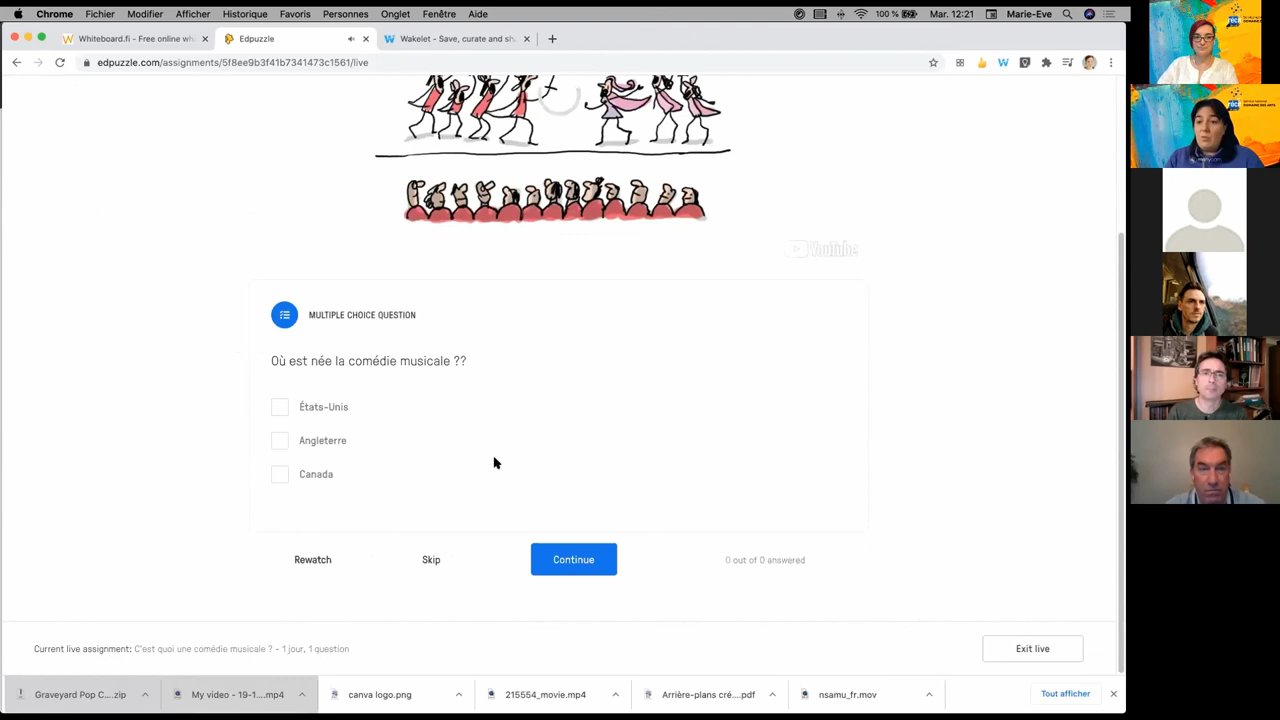 Chrome Fichier Modifier Afficher Historique Favoris Personnes Onglet Fenêtre Aide 100 % Mar. 12:21 Marie-Eve
Whiteboard.fi - Free online wh
Edpuzzle
Wakelet - Save, curate and sh
edpuzzle.com/assignments/5f8ee9b3f41b7341473c1561/live
YouTube
MULTIPLE CHOICE QUESTION
Où est née la comédie musicale ??
États-Unis
Angleterre
Canada
Rewatch Skip Continue 0 out of 0 answered
Current live assignment: C'est quoi une comédie musicale ? - 1 jour, 1 question Exit live
Graveyard Pop C....zip My video - 19-1....mp4 canva logo.png 215554_movie.mp4 Arrière-plans cré....pdf nsamu_fr.mov Tout afficher